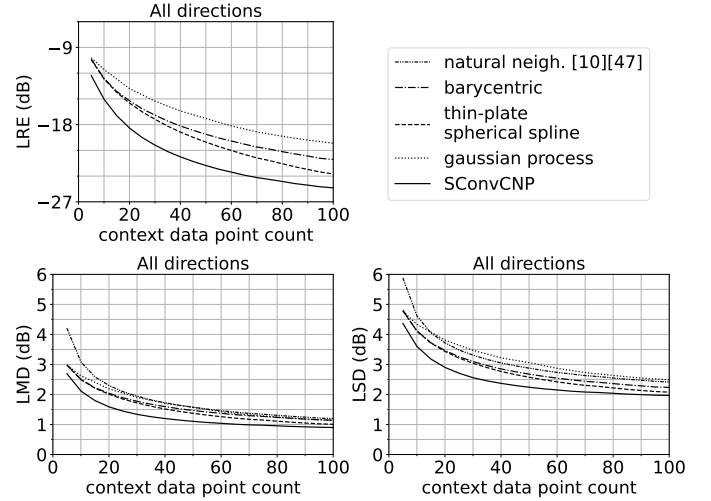 All directions
LRE (dB)
−9
−18
−27
0 20 40 60 80 100
context data point count
natural neigh. [10][47]
barycentric
thin-plate
spherical spline
gaussian process
SConvCNP
All directions
LMD (dB)
6
5
4
3
2
1
0
0 20 40 60 80 100
context data point count
All directions
LSD (dB)
6
5
4
3
2
1
0
0 20 40 60 80 100
context data point count